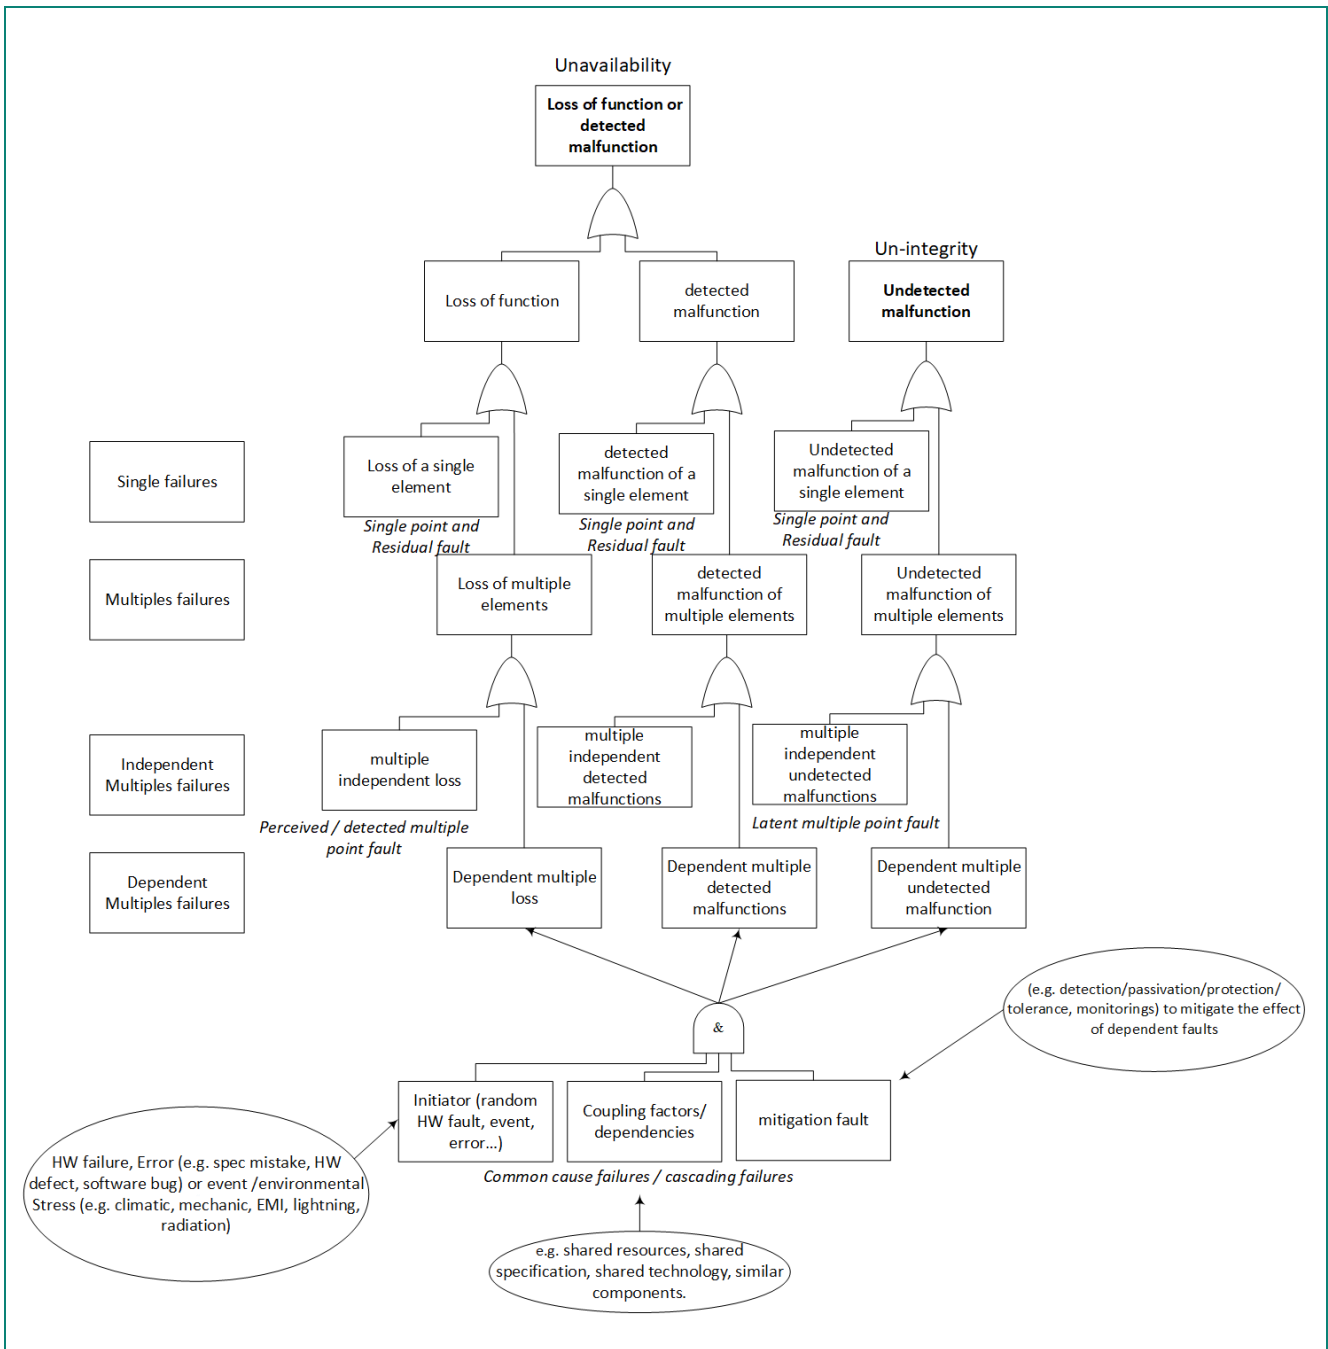 Unavailability
Loss of function or
detected
malfunction
Un-integrity
Loss of function
detected
malfunction
Undetected
malfunction
Single failures
Loss of a single
element
detected
malfunction of a
single element
Undetected
malfunction of a
single element
Single point and
Residual fault
Single point and
Residual fault
Single point and
Residual fault
Multiples failures
Loss of multiple
elements
detected
malfunction of
multiple elements
Undetected
malfunction of
multiple elements
Independent
Multiples failures
multiple
independent loss
multiple
independent
detected
malfunctions
multiple
independent
undetected
malfunctions
Perceived / detected multiple
point fault
Latent multiple point fault
Dependent
Multiples failures
Dependent multiple
loss
Dependent multiple
detected
malfunctions
Dependent multiple
undetected
malfunction
(e.g. detection/passivation/protection/
tolerance, monitorings) to mitigate the effect
of dependent faults
&
Initiator (random
HW fault, event,
error...)
Coupling factors/
dependencies
mitigation fault
Common cause failures / cascading failures
HW failure, Error (e.g. spec mistake, HW
defect, software bug) or event /environmental
Stress (e.g. climatic, mechanic, EMI, lightning,
radiation)
e.g. shared resources, shared
specification, shared technology, similar
components.